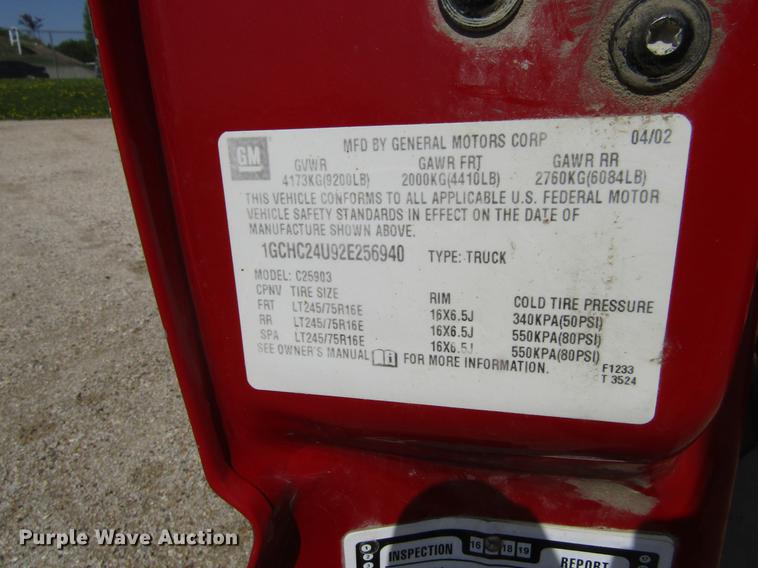 GM
MFD BY GENERAL MOTORS CORP 04/02
GVWR GAWR FRT GAWR RR
4173KG(9200LB) 2000KG(4410LB) 2760KG(6084LB)
THIS VEHICLE CONFORMS TO ALL APPLICABLE U.S. FEDERAL MOTOR
VEHICLE SAFETY STANDARDS IN EFFECT ON THE DATE OF
MANUFACTURE SHOWN ABOVE.
1GCHC24U92E256940 TYPE: TRUCK
MODEL: C25903
CPNV TIRE SIZE RIM COLD TIRE PRESSURE
FRT LT245/75R16E 16X6.5J 340KPA(50PSI)
RR LT245/75R16E 16X6.5J 550KPA(80PSI)
SPA LT245/75R16E 16X6.5J 550KPA(80PSI)
SEE OWNER'S MANUAL FOR MORE INFORMATION.
F1233
T 3524
INSPECTION 16 18 19 REPORT
Purple Wave Auction